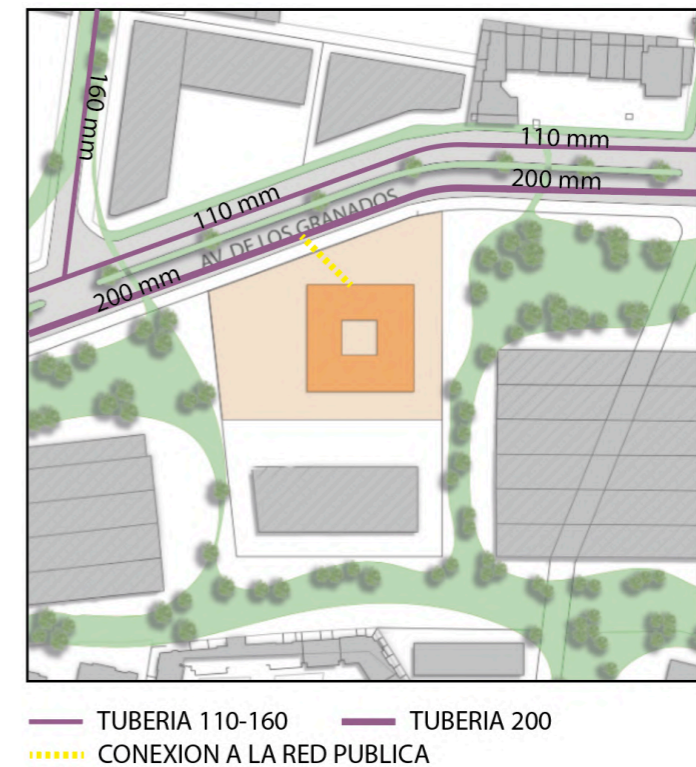 160 mm
110 mm
200 mm
110 mm
AV. DE LOS GRANADOS
200 mm
TUBERIA 110-160
TUBERIA 200
CONEXION A LA RED PUBLICA